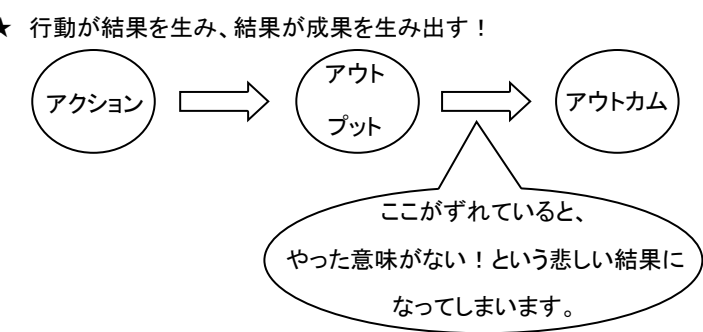 ★ 行動が結果を生み、結果が成果を生み出す！
アクション
アウト
プット
アウトカム
ここがずれていると、
やった意味がない！という悲しい結果に
なってしまいます。